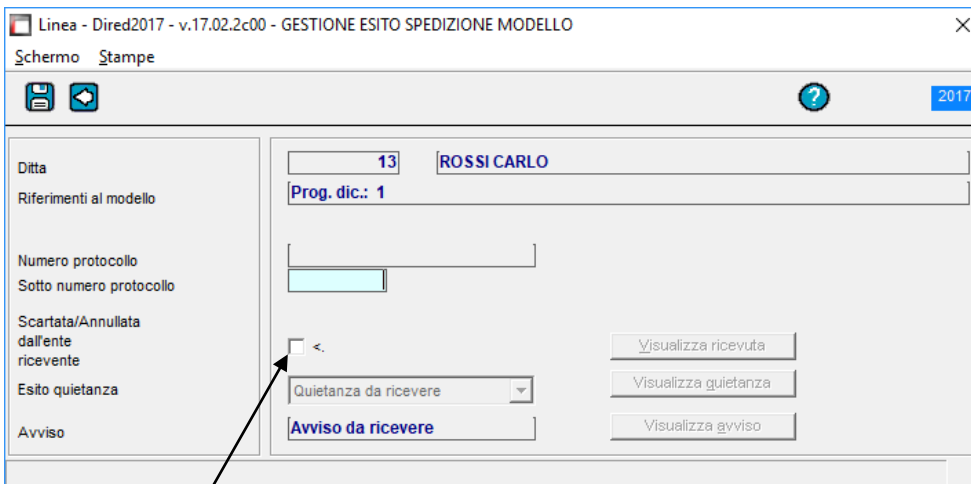 Linea - Dired2017 - v.17.02.2c00 - GESTIONE ESITO SPEDIZIONE MODELLO
Schermo Stampe
? 2017
Ditta 13 ROSSI CARLO
Riferimenti al modello Prog. dic.: 1
Numero protocollo
Sotto numero protocollo
Scartata/Annullata
dall'ente
ricevente <. Visualizza ricevuta
Esito quietanza Quietanza da ricevere Visualizza quietanza
Avviso Avviso da ricevere Visualizza avviso